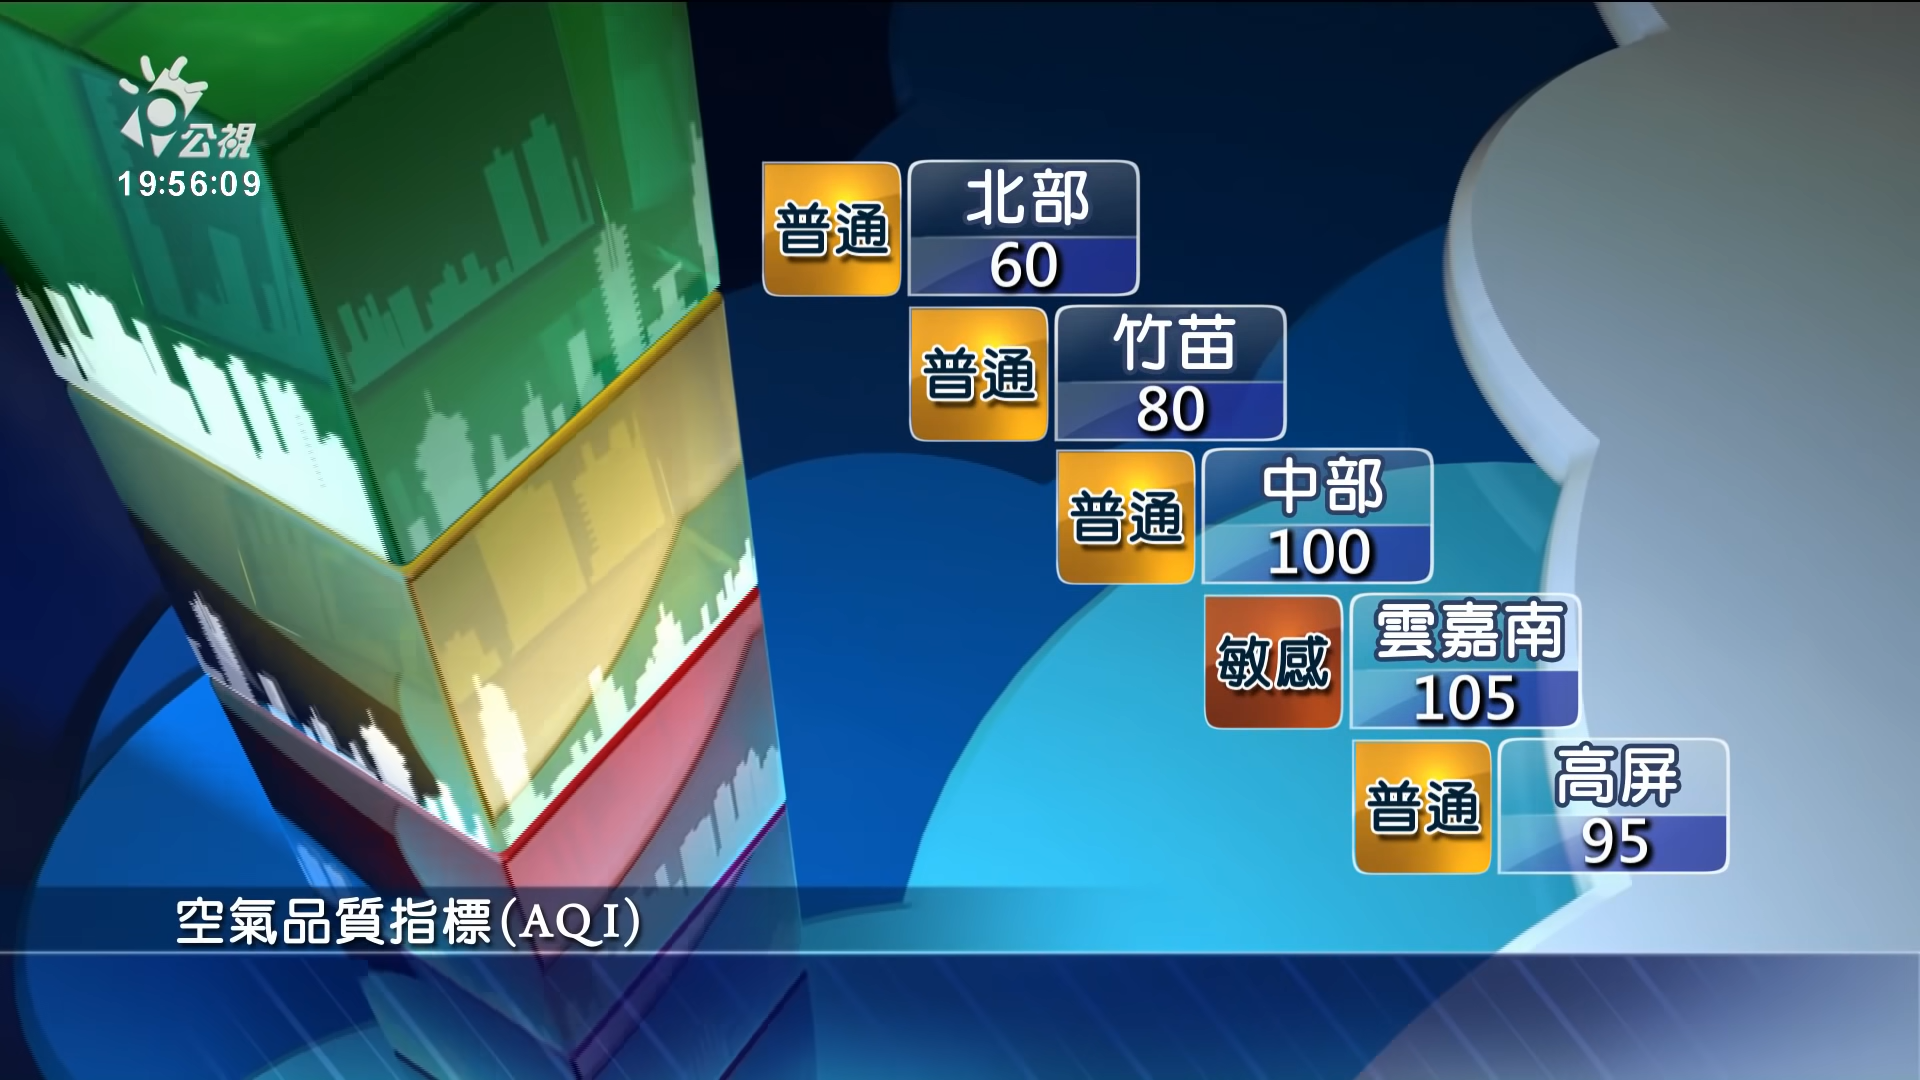 公視
19:56:09
普通
北部
60
普通
竹苗
80
普通
中部
100
敏感
雲嘉南
105
普通
高屏
95
空氣品質指標(AQI)